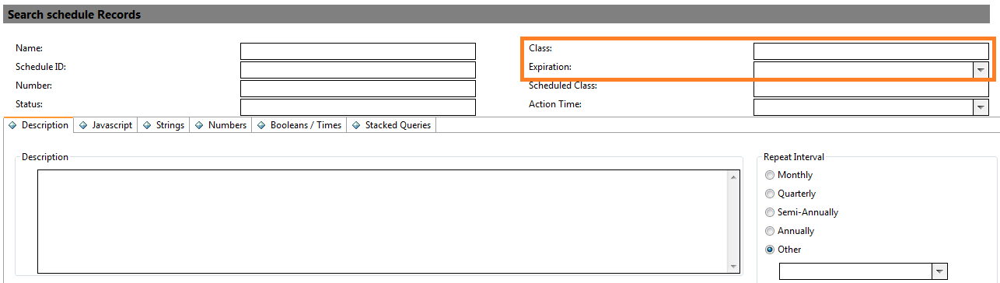 Search schedule Records
Name:
Class:
Schedule ID:
Expiration:
Number:
Scheduled Class:
Status:
Action Time:
Description Javascript Strings Numbers Booleans / Times Stacked Queries
Description
Repeat Interval
Monthly
Quarterly
Semi-Annually
Annually
Other